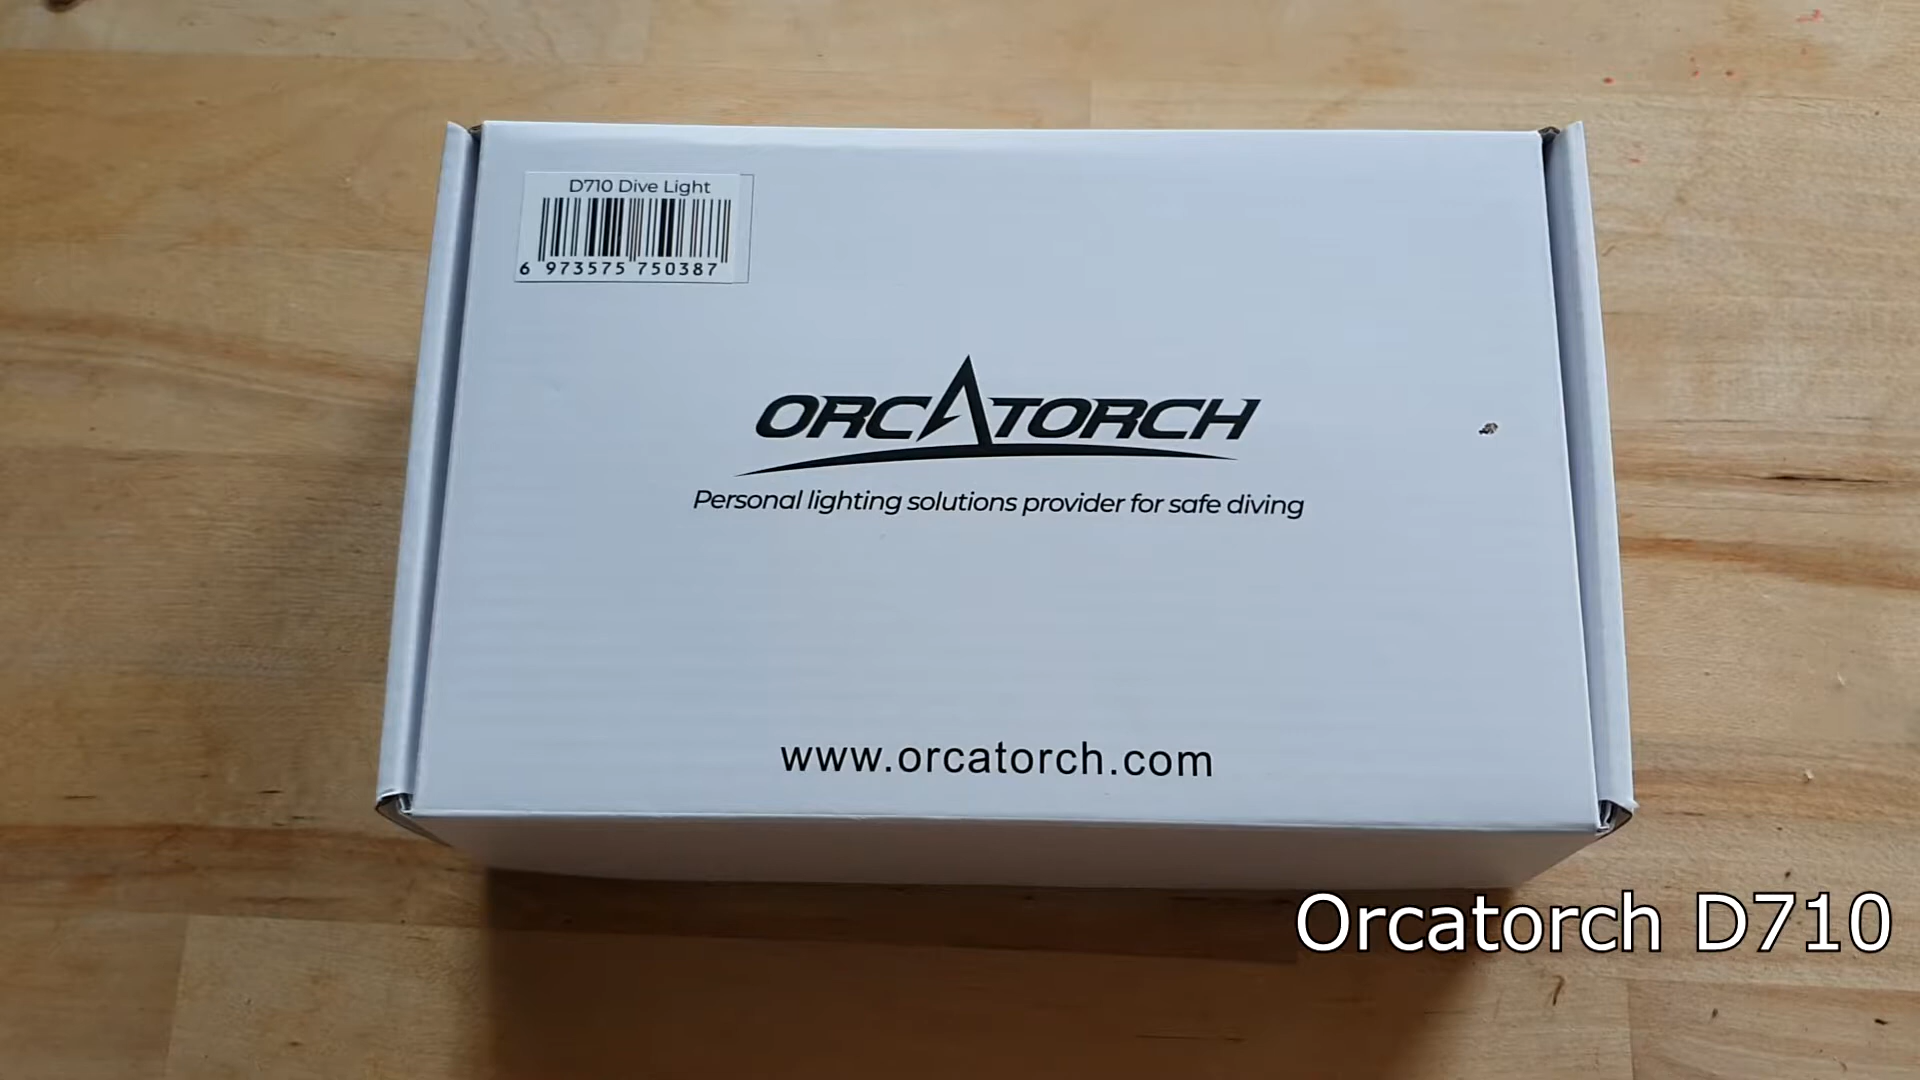 D710 Dive Light
6 973575 750387
ORCATORCH
Personal lighting solutions provider for safe diving
www.orcatorch.com
Orcatorch D710